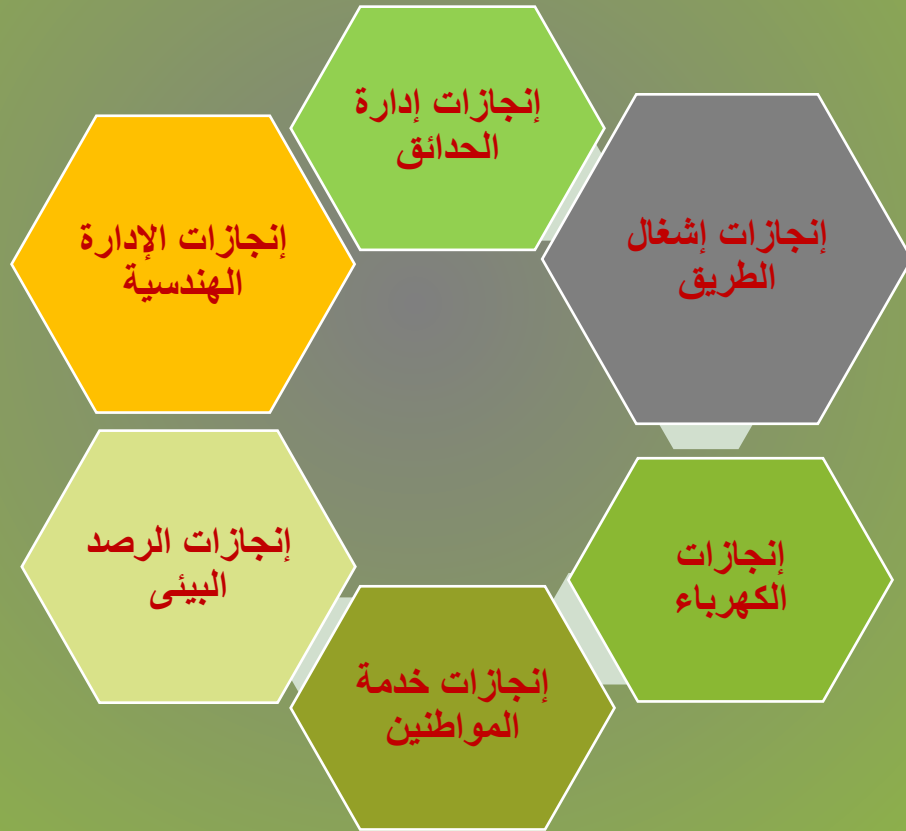 إنجازات إدارة
الحدائق
إنجازات إشغال
الطريق
إنجازات الإدارة
الهندسية
إنجازات
الكهرباء
إنجازات الرصد
البيئى
إنجازات خدمة
المواطنين